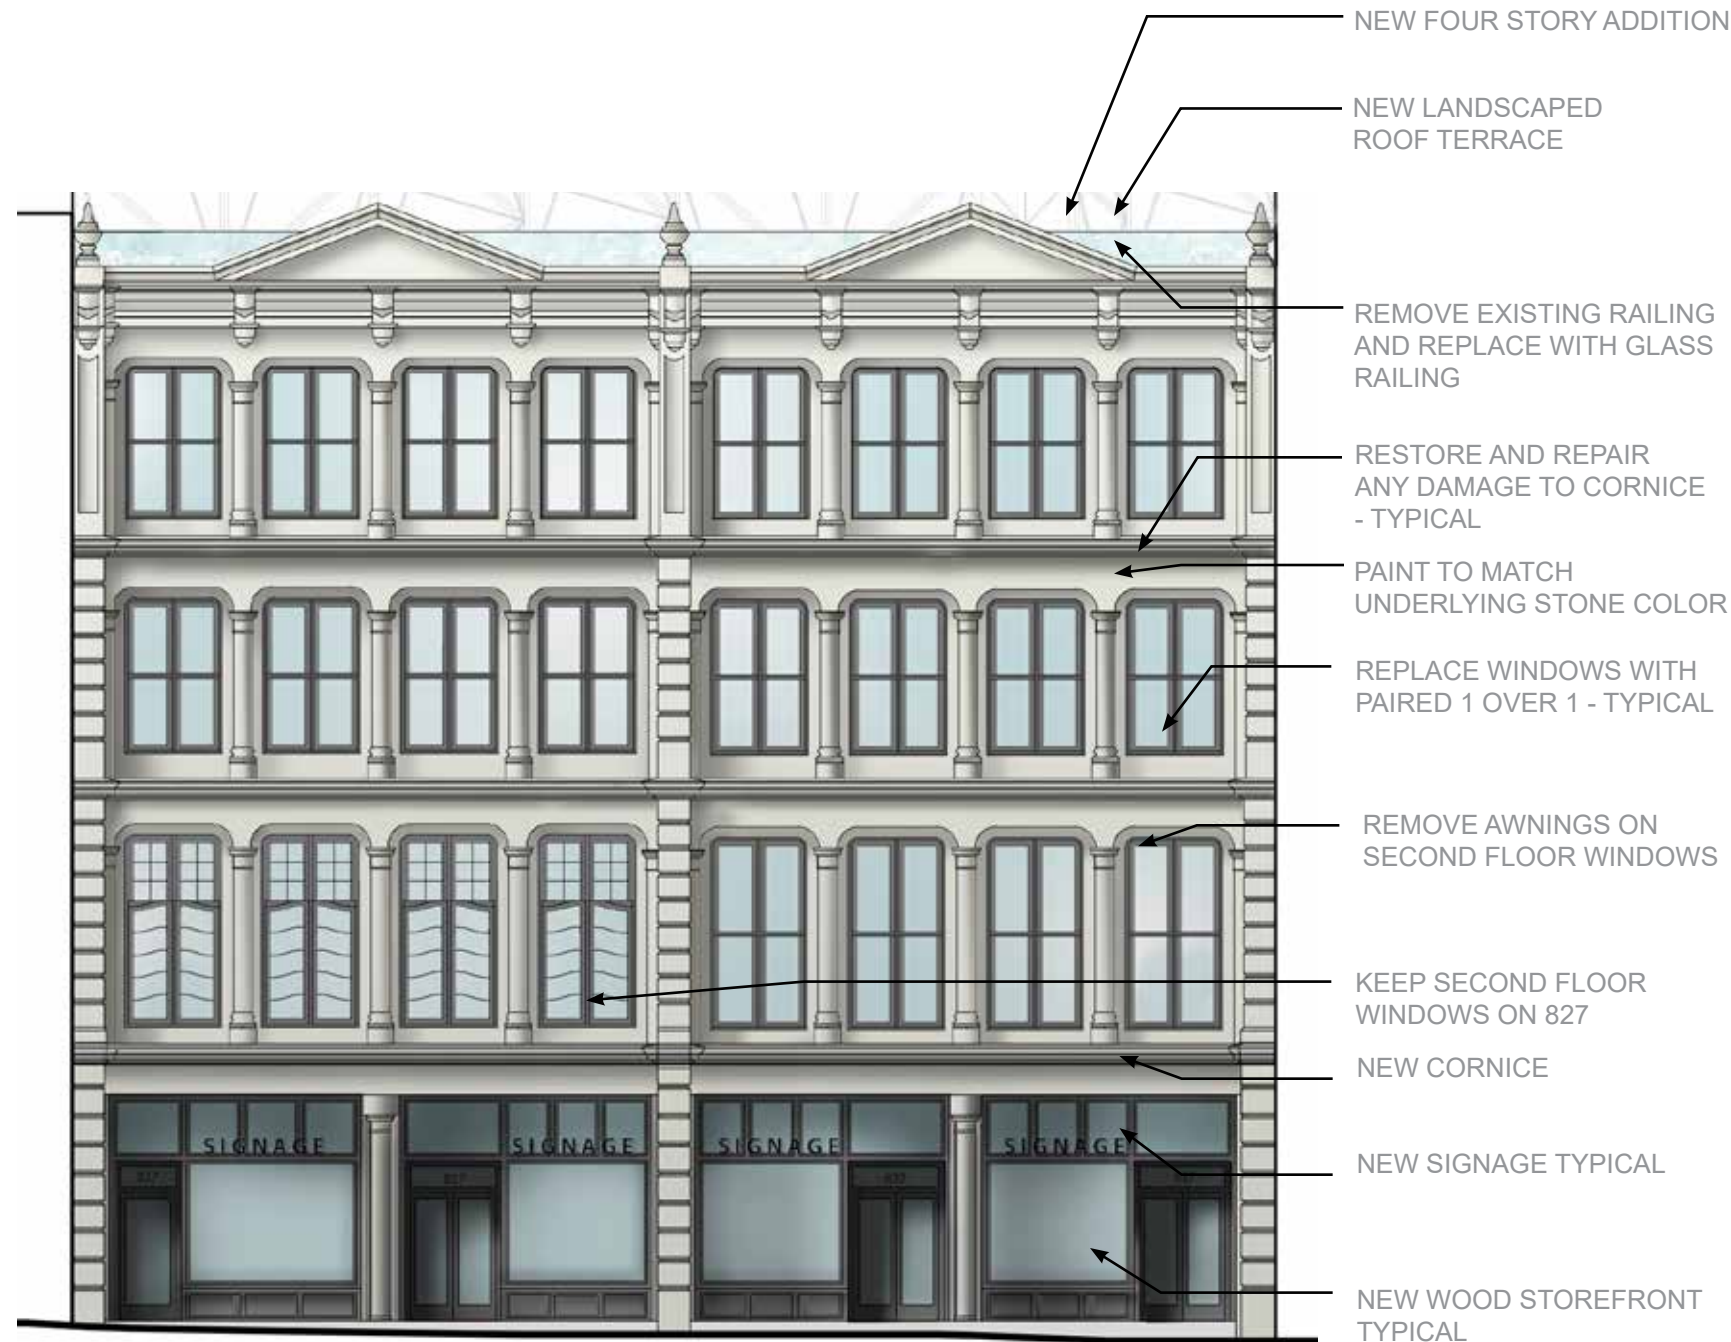 NEW FOUR STORY ADDITION
NEW LANDSCAPED
ROOF TERRACE
REMOVE EXISTING RAILING
AND REPLACE WITH GLASS
RAILING
RESTORE AND REPAIR
ANY DAMAGE TO CORNICE
- TYPICAL
PAINT TO MATCH
UNDERLYING STONE COLOR
REPLACE WINDOWS WITH
PAIRED 1 OVER 1 - TYPICAL
REMOVE AWNINGS ON
SECOND FLOOR WINDOWS
KEEP SECOND FLOOR
WINDOWS ON 827
NEW CORNICE
NEW SIGNAGE TYPICAL
NEW WOOD STOREFRONT
TYPICAL
SIGNAGE
SIGNAGE
SIGNAGE
SIGNAGE
827
827